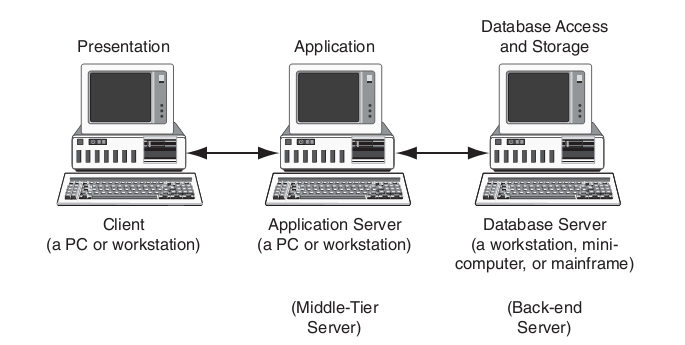 Presentation
Application
Database Access
and Storage
Client
(a PC or workstation)
Application Server
(a PC or workstation)
Database Server
(a workstation, mini-
computer, or mainframe)
(Middle-Tier
Server)
(Back-end
Server)